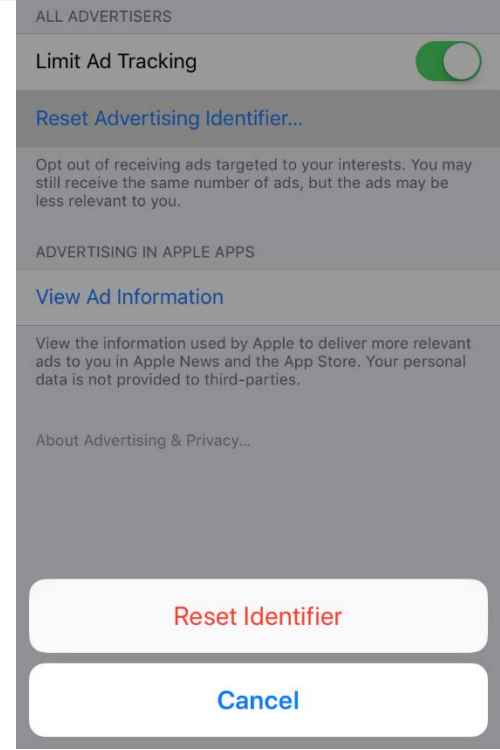 ALL ADVERTISERS
Limit Ad Tracking
Reset Advertising Identifier...
Opt out of receiving ads targeted to your interests. You may
still receive the same number of ads, but the ads may be
less relevant to you.
ADVERTISING IN APPLE APPS
View Ad Information
View the information used by Apple to deliver more relevant
ads to you in Apple News and the App Store. Your personal
data is not provided to third-parties.
About Advertising & Privacy...
Reset Identifier
Cancel